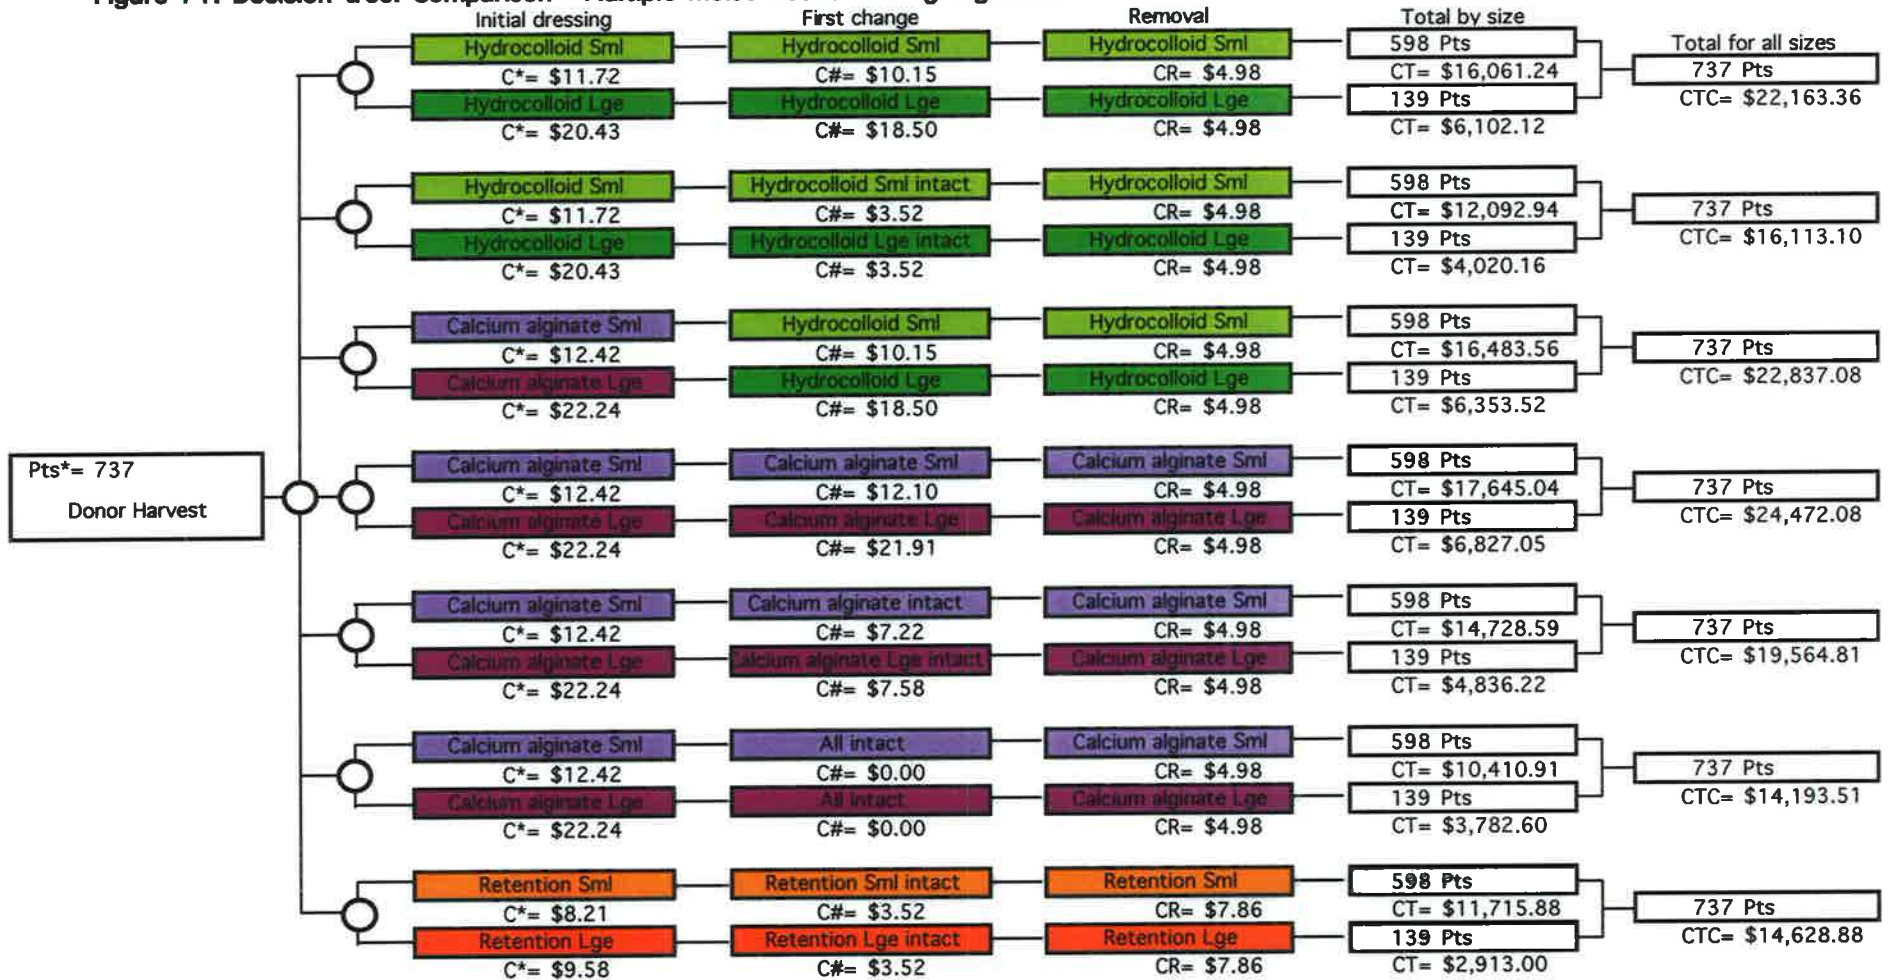 Initial dressing First change Removal Total by size
Hydrocolloid Sml Hydrocolloid Sml Hydrocolloid Sml 598 Pts Total for all sizes
C*= $11.72 C#= $10.15 CR= $4.98 CT= $16,061.24 737 Pts
Hydrocolloid Lge Hydrocolloid Lge Hydrocolloid Lge 139 Pts CTC= $22,163.36
C*= $20.43 C#= $18.50 CR= $4.98 CT= $6,102.12
Hydrocolloid Sml Hydrocolloid Sml intact Hydrocolloid Sml 598 Pts
C*= $11.72 C#= $3.52 CR= $4.98 CT= $12,092.94 737 Pts
Hydrocolloid Lge Hydrocolloid Lge intact Hydrocolloid Lge 139 Pts CTC= $16,113.10
C*= $20.43 C#= $3.52 CR= $4.98 CT= $4,020.16
Calcium alginate Sml Hydrocolloid Sml Hydrocolloid Sml 598 Pts
C*= $12.42 C#= $10.15 CR= $4.98 CT= $16,483.56 737 Pts
Calcium alginate Lge Hydrocolloid Lge Hydrocolloid Lge 139 Pts CTC= $22,837.08
C*= $22.24 C#= $18.50 CR= $4.98 CT= $6,353.52
Pts*= 737
Donor Harvest
Calcium alginate Sml Calcium alginate Sml Calcium alginate Sml 598 Pts
C*= $12.42 C#= $12.10 CR= $4.98 CT= $17,645.04 737 Pts
Calcium alginate Lge Calcium alginate Lge Calcium alginate Lge 139 Pts CTC= $24,472.08
C*= $22.24 C#= $21.91 CR= $4.98 CT= $6,827.05
Calcium alginate Sml Calcium alginate intact Calcium alginate Sml 598 Pts
C*= $12.42 C#= $7.22 CR= $4.98 CT= $14,728.59 737 Pts
Calcium alginate Lge Calcium alginate Lge intact Calcium alginate Lge 139 Pts CTC= $19,564.81
C*= $22.24 C#= $7.58 CR= $4.98 CT= $4,836.22
Calcium alginate Sml All intact Calcium alginate Sml 598 Pts
C*= $12.42 C#= $0.00 CR= $4.98 CT= $10,410.91 737 Pts
Calcium alginate Lge All intact Calcium alginate Lge 139 Pts CTC= $14,193.51
C*= $22.24 C#= $0.00 CR= $4.98 CT= $3,782.60
Retention Sml Retention Sml intact Retention Sml 598 Pts
C*= $8.21 C#= $3.52 CR= $7.86 CT= $11,715.88 737 Pts
Retention Lge Retention Lge intact Retention Lge 139 Pts CTC= $14,628.88
C*= $9.58 C#= $3.52 CR= $7.86 CT= $2,913.00